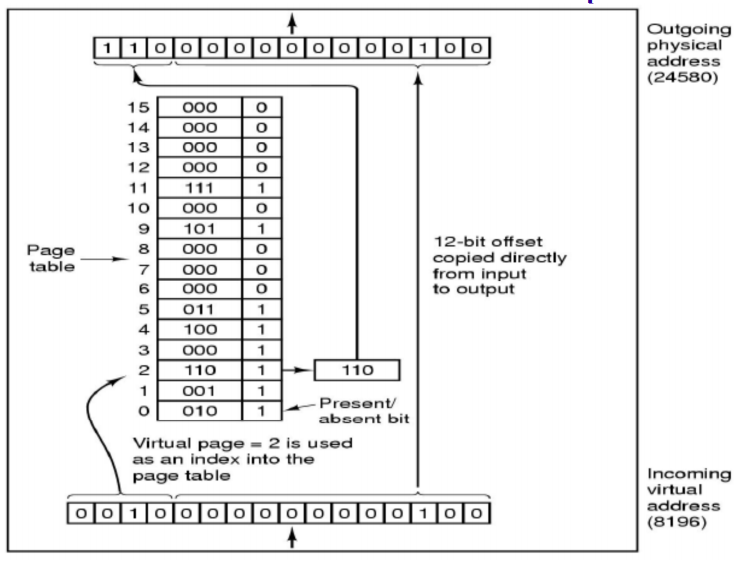 Outgoing
physical
address
(24580)
1 1 0 0 0 0 0 0 0 0 0 0 1 0 0
15 000 0
14 000 0
13 000 0
12 000 0
11 111 1
10 000 0
9 101 1
8 000 0
7 000 0
6 000 0
5 011 1
4 100 1
3 000 1
2 110 1
1 001 1
0 010 1
Page
table
110
Present/
absent bit
12-bit offset
copied directly
from input
to output
Virtual page = 2 is used
as an index into the
page table
0 0 1 0 0 0 0 0 0 0 0 0 0 1 0 0
Incoming
virtual
address
(8196)